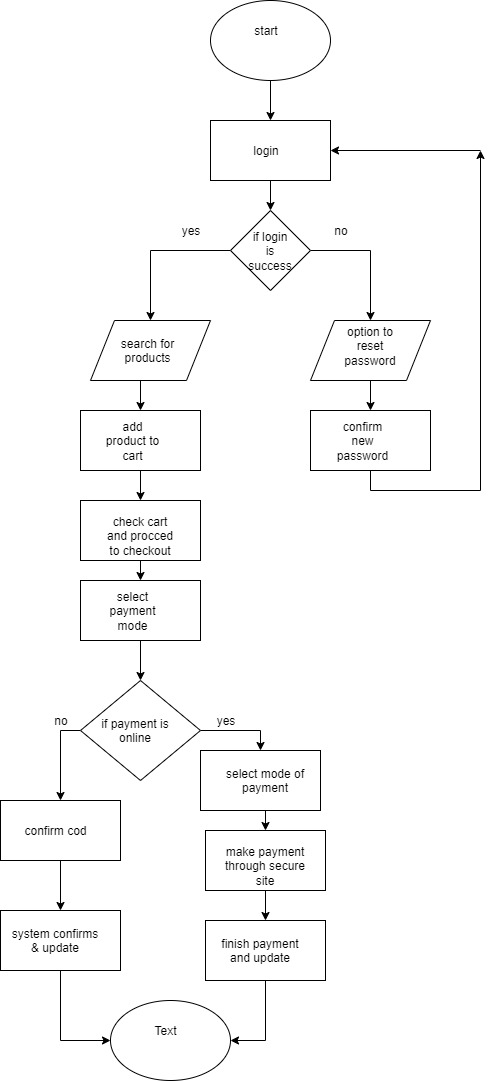 start
login
yes
no
if login
is
success
search for
products
option to
reset
password
add
product to
cart
confirm
new
password
check cart
and procced
to checkout
select
payment
mode
no
if payment is
online
yes
select mode of
payment
confirm cod
make payment
through secure
site
system confirms
& update
finish payment
and update
Text